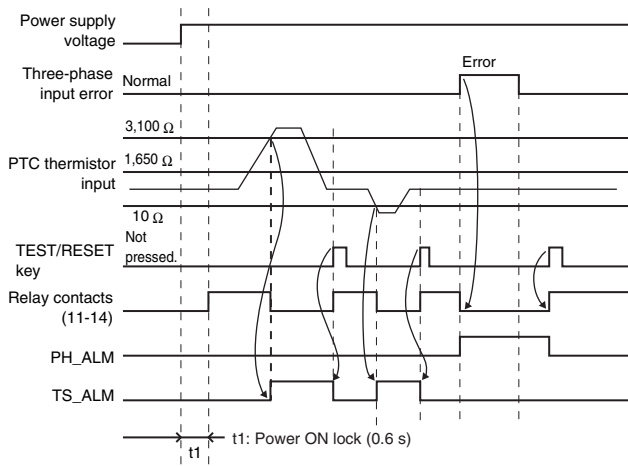 Power supply
voltage
Three-phase
input error
Normal
Error
3,100 Ω
PTC thermistor
input
1,650 Ω
10 Ω
TEST/RESET
key
Not
pressed.
Relay contacts
(11-14)
PH_ALM
TS_ALM
t1
t1: Power ON lock (0.6 s)